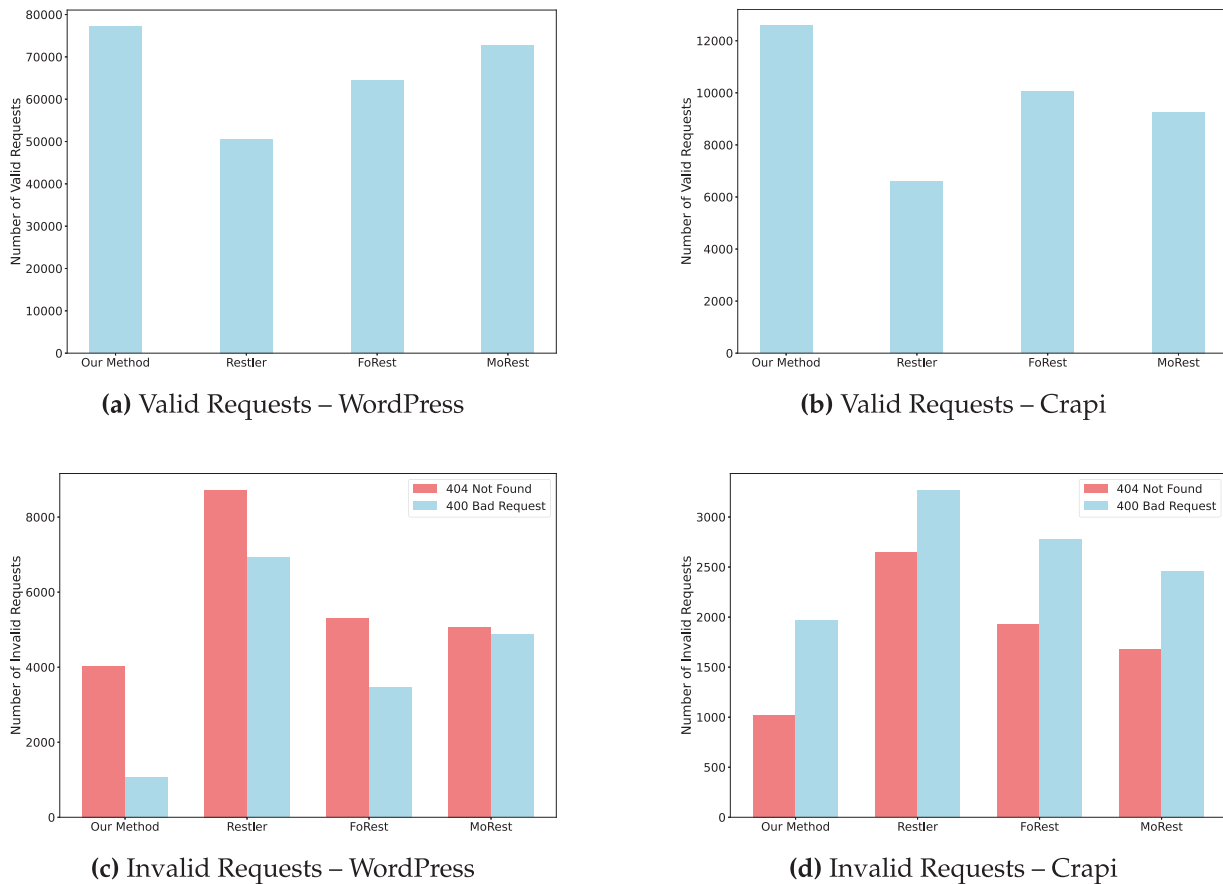 80000
70000
60000
50000
40000
30000
20000
10000
0
Number of Valid Requests
Our Method Restler FoRest MoRest
(a) Valid Requests – WordPress
12000
10000
8000
6000
4000
2000
0
Number of Valid Requests
Our Method Restler FoRest MoRest
(b) Valid Requests – Crapi
8000
6000
4000
2000
0
Number of Invalid Requests
404 Not Found
400 Bad Request
Our Method Restler FoRest MoRest
(c) Invalid Requests – WordPress
3000
2500
2000
1500
1000
500
0
Number of Invalid Requests
404 Not Found
400 Bad Request
Our Method Restler FoRest MoRest
(d) Invalid Requests – Crapi